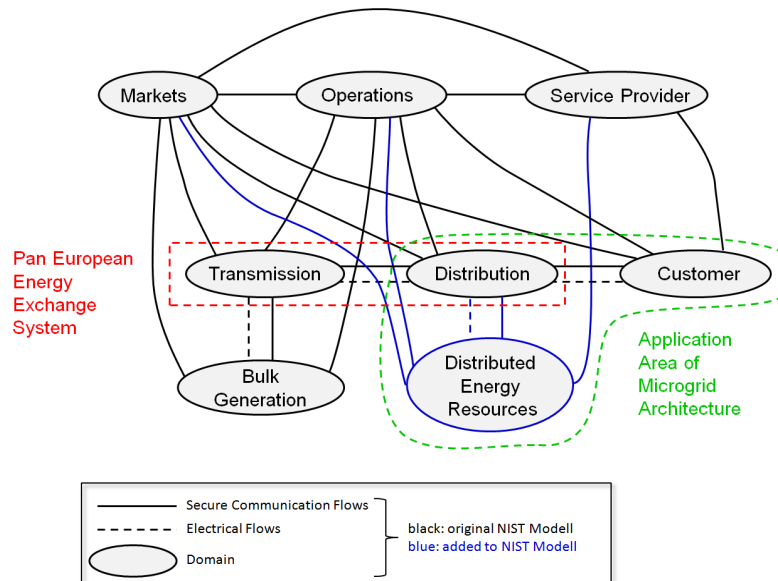 Markets
Operations
Service Provider
Pan European
Energy
Exchange
System
Transmission
Distribution
Customer
Bulk
Generation
Distributed
Energy
Resources
Application
Area of
Microgrid
Architecture
Secure Communication Flows
Electrical Flows
Domain
black: original NIST Modell
blue: added to NIST Modell